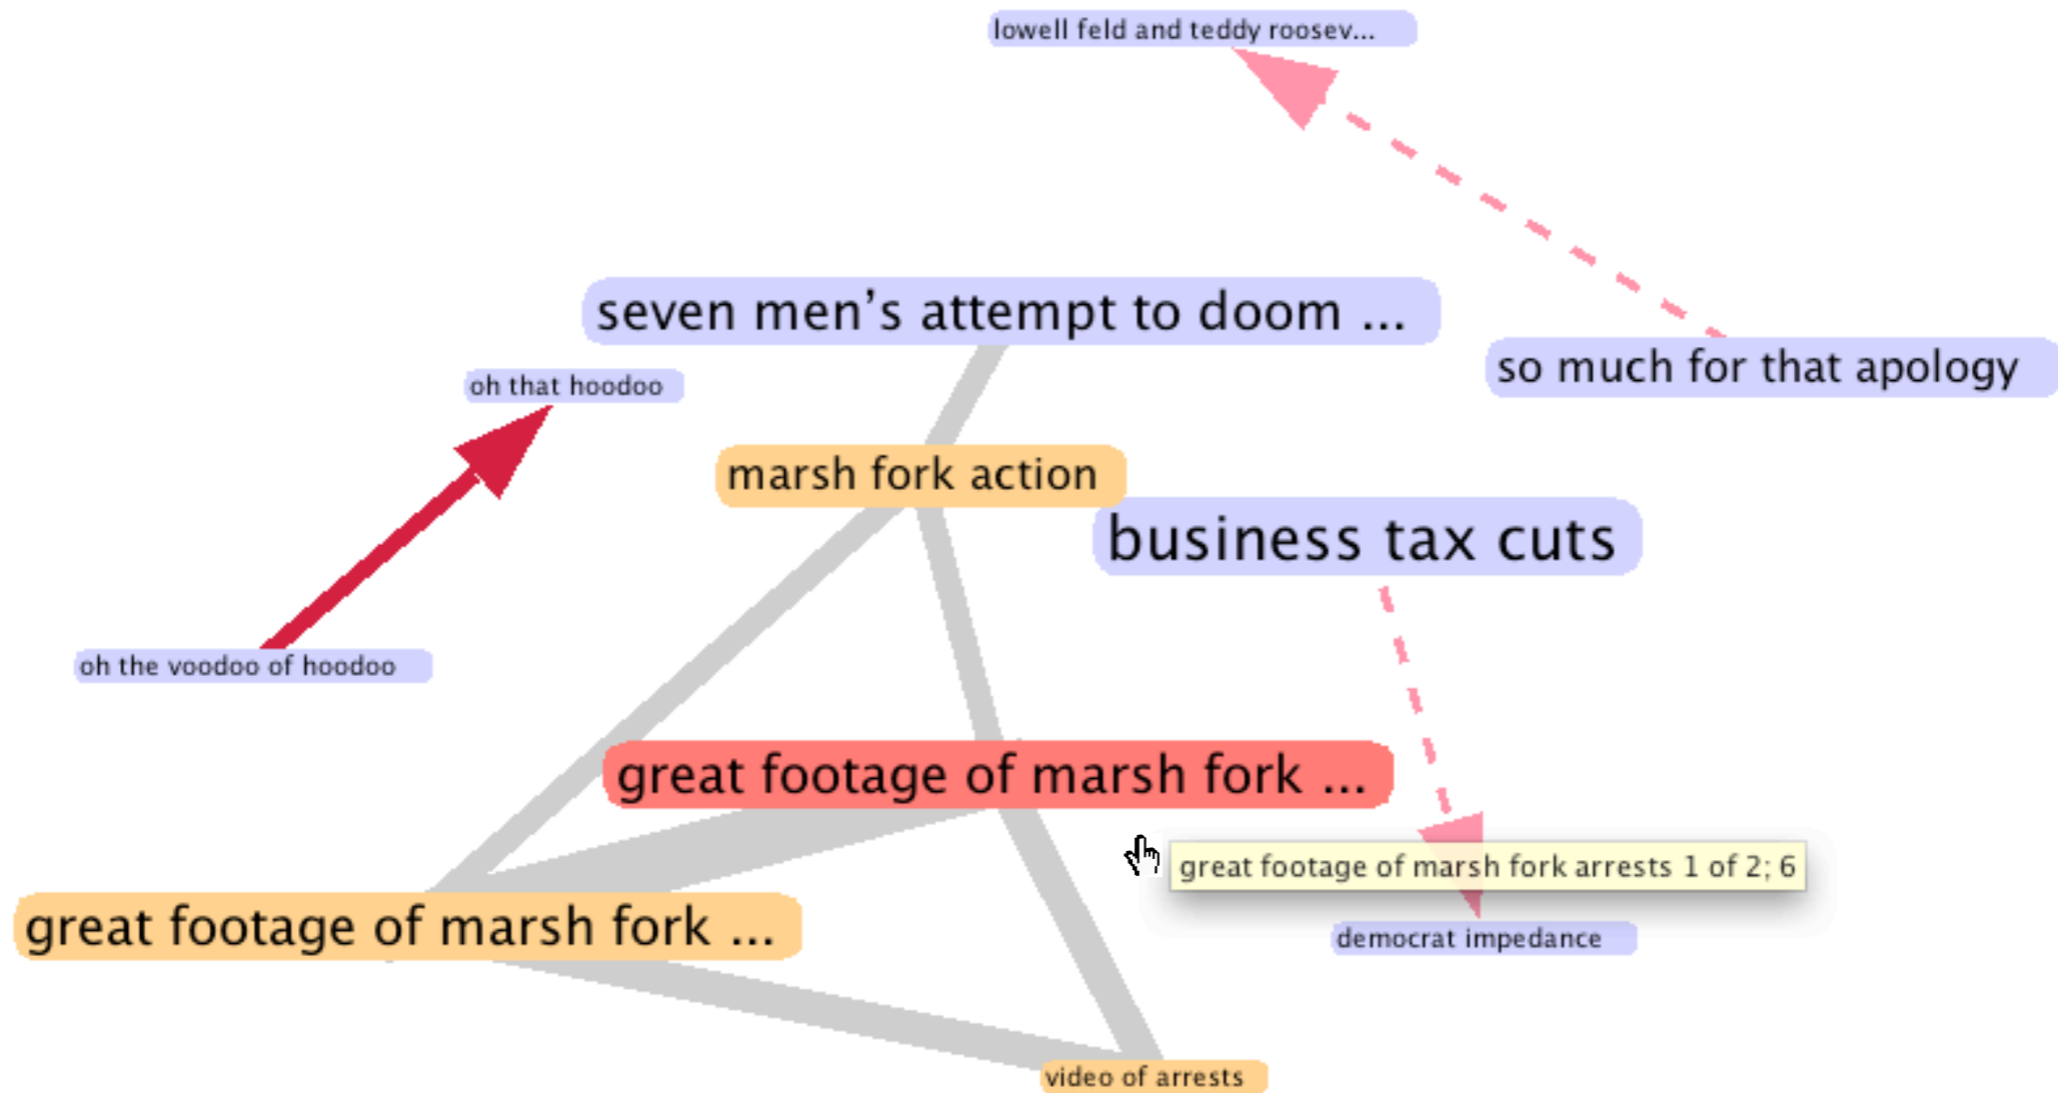 lowell feld and teddy roosev...
seven men’s attempt to doom ...
so much for that apology
oh that hoodoo
marsh fork action
business tax cuts
oh the voodoo of hoodoo
great footage of marsh fork ...
great footage of marsh fork arrests 1 of 2; 6
great footage of marsh fork ...
democrat impedance
video of arrests